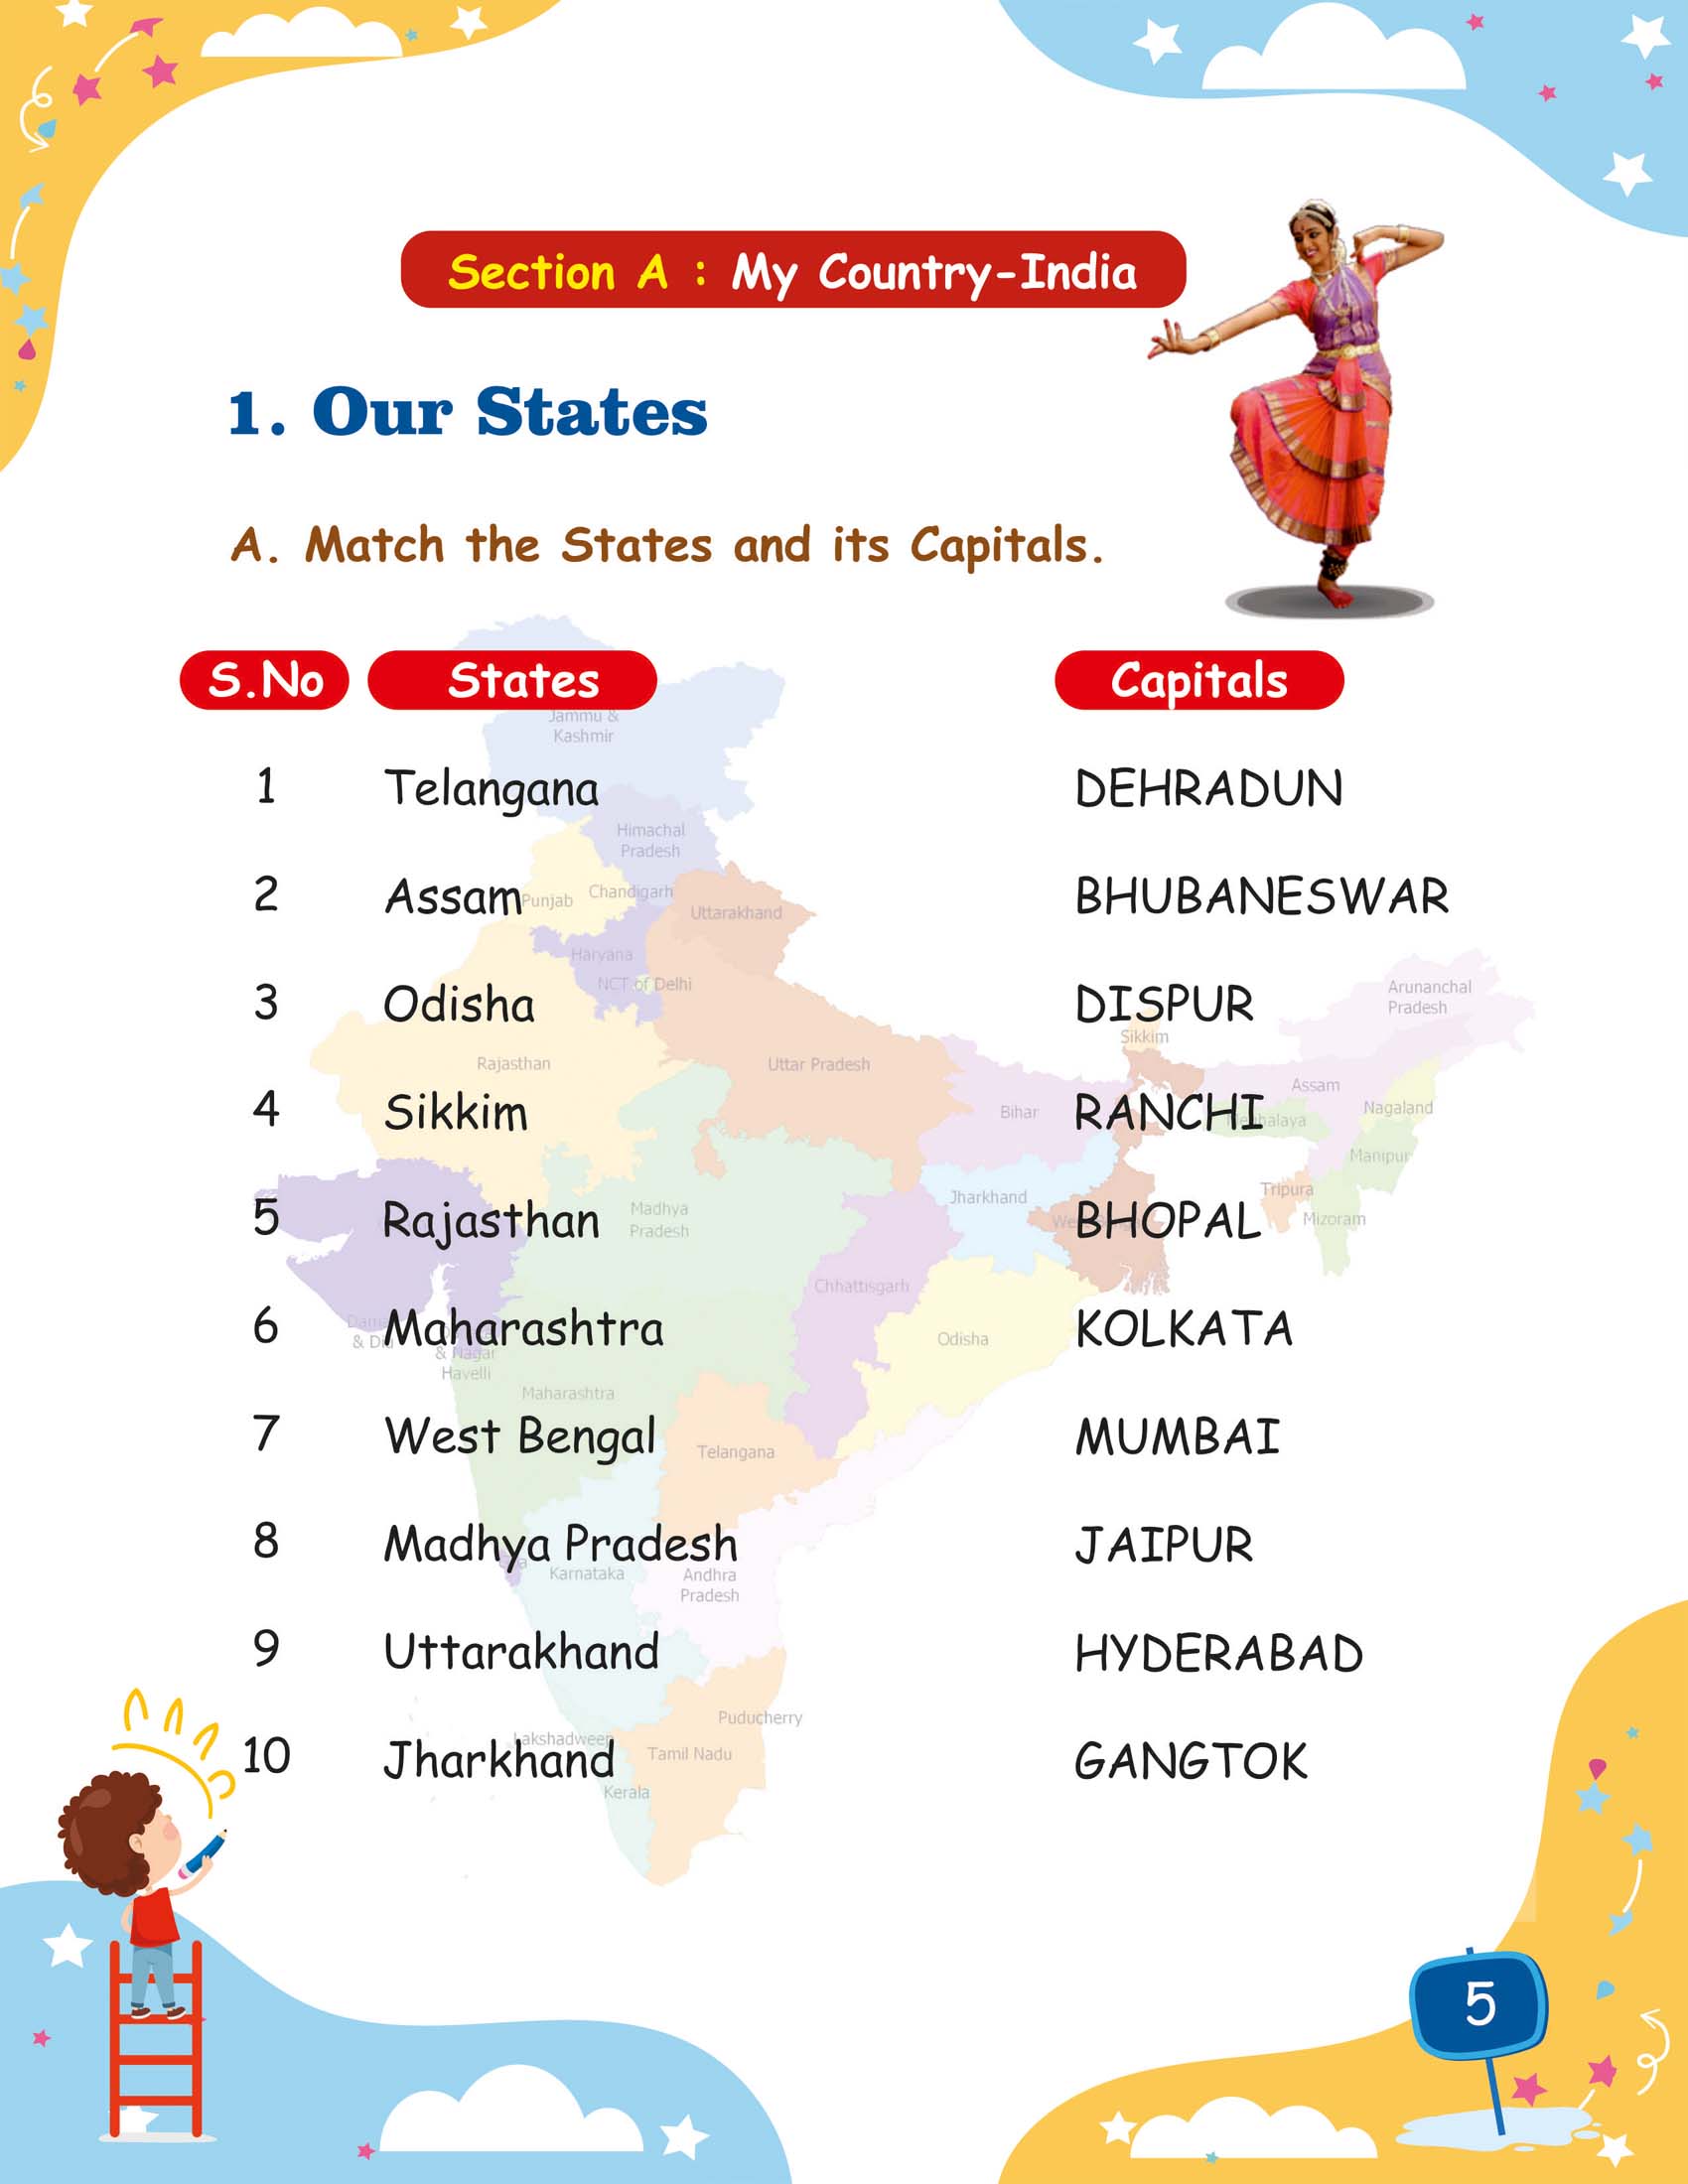 Section A : My Country-India
1. Our States
A. Match the States and its Capitals.
S.No States Capitals
Jammu &
Kashmir
1 Telangana DEHRADUN
Himachal
Pradesh
2 Assam BHUBANESWAR
Punjab Chandigarh
Uttarakhand
Haryana
NCT of Delhi
3 Odisha DISPUR
Arunanchal
Pradesh
Sikkim
Rajasthan Uttar Pradesh
Assam
4 Sikkim RANCHI
Bihar Nagaland
Manipur
Jharkhand Tripura
5 Rajasthan BHOPAL
Madhya
Pradesh
Mizoram
Chhattisgarh
6 Maharashtra KOLKATA
& Diu Odisha
& Nagar
Havelli
Maharashtra
7 West Bengal MUMBAI
Telangana
8 Madhya Pradesh JAIPUR
Karnataka Andhra
Pradesh
9 Uttarakhand HYDERABAD
Puducherry
Lakshadweep
10 Jharkhand GANGTOK
Tamil Nadu
Kerala
5